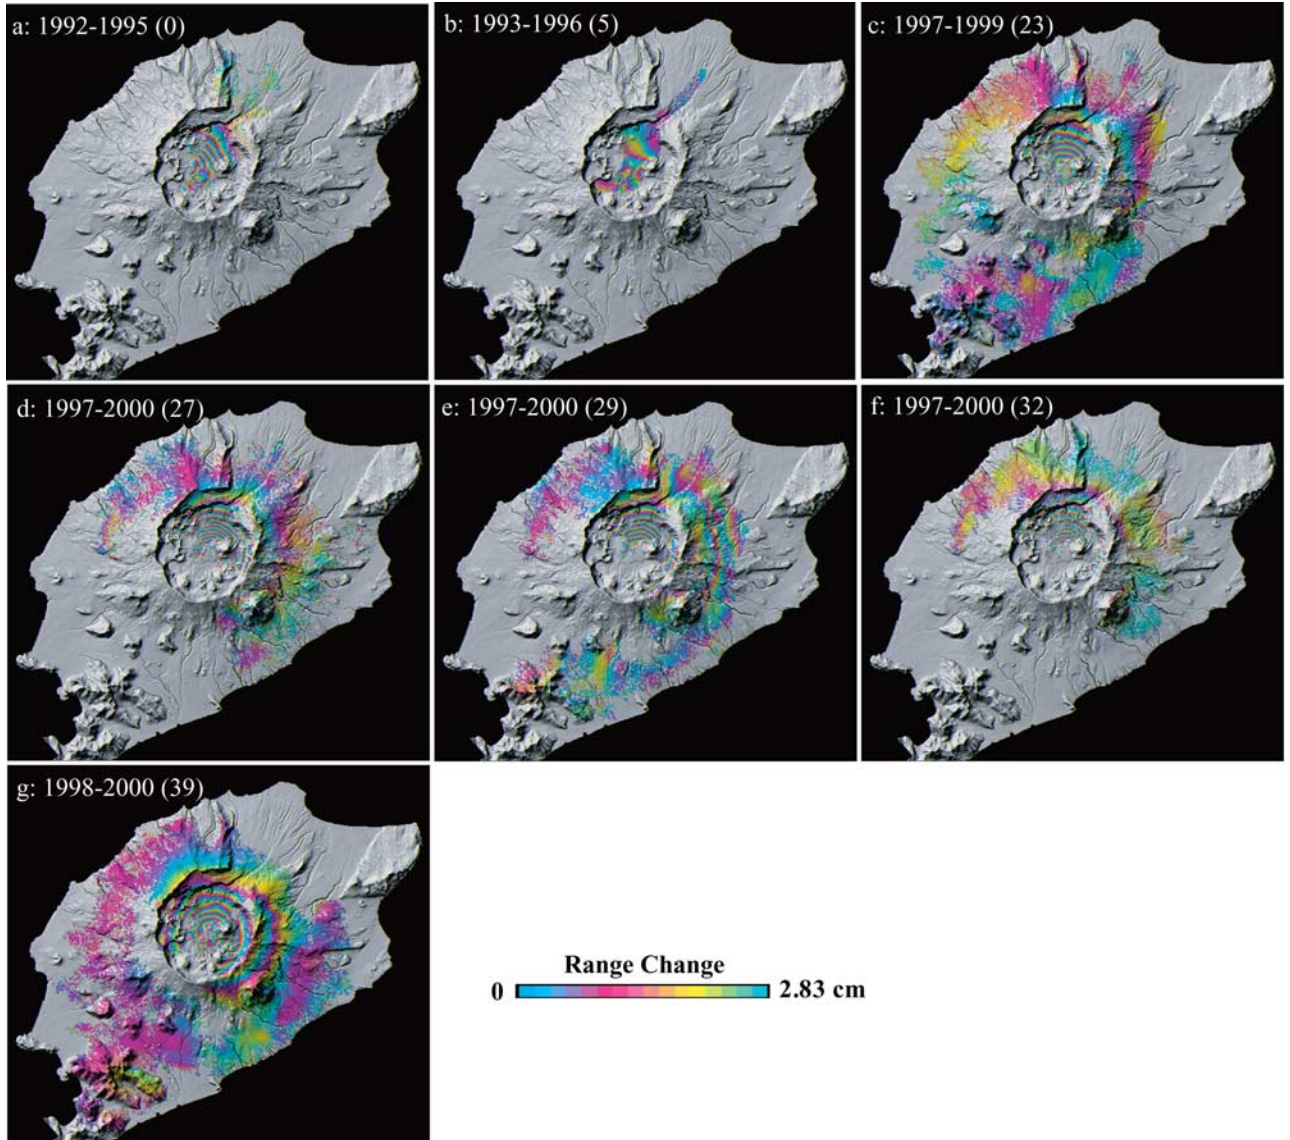 a: 1992-1995 (0)
b: 1993-1996 (5)
c: 1997-1999 (23)
d: 1997-2000 (27)
e: 1997-2000 (29)
f: 1997-2000 (32)
g: 1998-2000 (39)
Range Change
0 2.83 cm